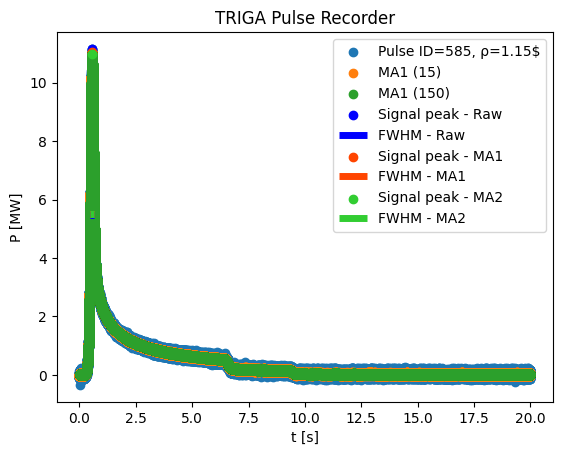 TRIGA Pulse Recorder
Pulse ID=585, ρ=1.15$
MA1 (15)
MA1 (150)
Signal peak - Raw
FWHM - Raw
Signal peak - MA1
FWHM - MA1
Signal peak - MA2
FWHM - MA2
P [MW]
10
8
6
4
2
0
0.0 2.5 5.0 7.5 10.0 12.5 15.0 17.5 20.0
t [s]